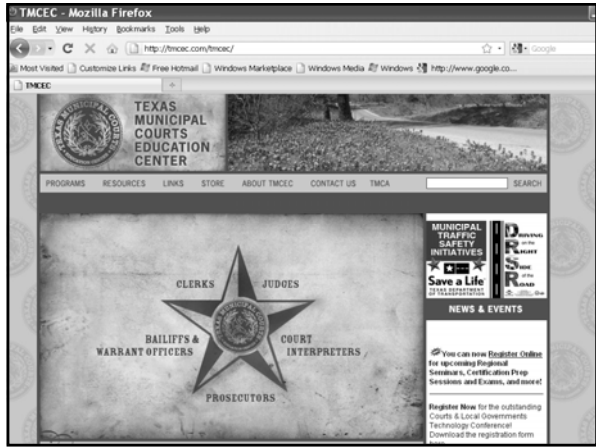 TMCEC - Mozilla Firefox
File Edit View History Bookmarks Tools Help
http://tmcec.com/tmcec/
Google
Most Visited Customize Links Free Hotmail Windows Marketplace Windows Media Windows http://www.google.co...
TMCEC
TEXAS
MUNICIPAL
COURTS
EDUCATION
CENTER
PROGRAMS RESOURCES LINKS STORE ABOUT TMCEC CONTACT US TMCA SEARCH
MUNICIPAL
TRAFFIC
SAFETY
INITIATIVES
Save a Life
TEXAS DEPARTMENT
OF TRANSPORTATION
DRIVING
on the
RIGHT
SIDE
of the
ROAD
NEWS & EVENTS
CLERKS
JUDGES
BAILIFFS &
WARRANT OFFICERS
COURT
INTERPRETERS
PROSECUTORS
You can now Register Online
for upcoming Regional
Seminars, Certification Prep
Sessions and Exams, and more!
Register Now for the outstanding
Courts & Local Governments
Technology Conference!
Download the registration form